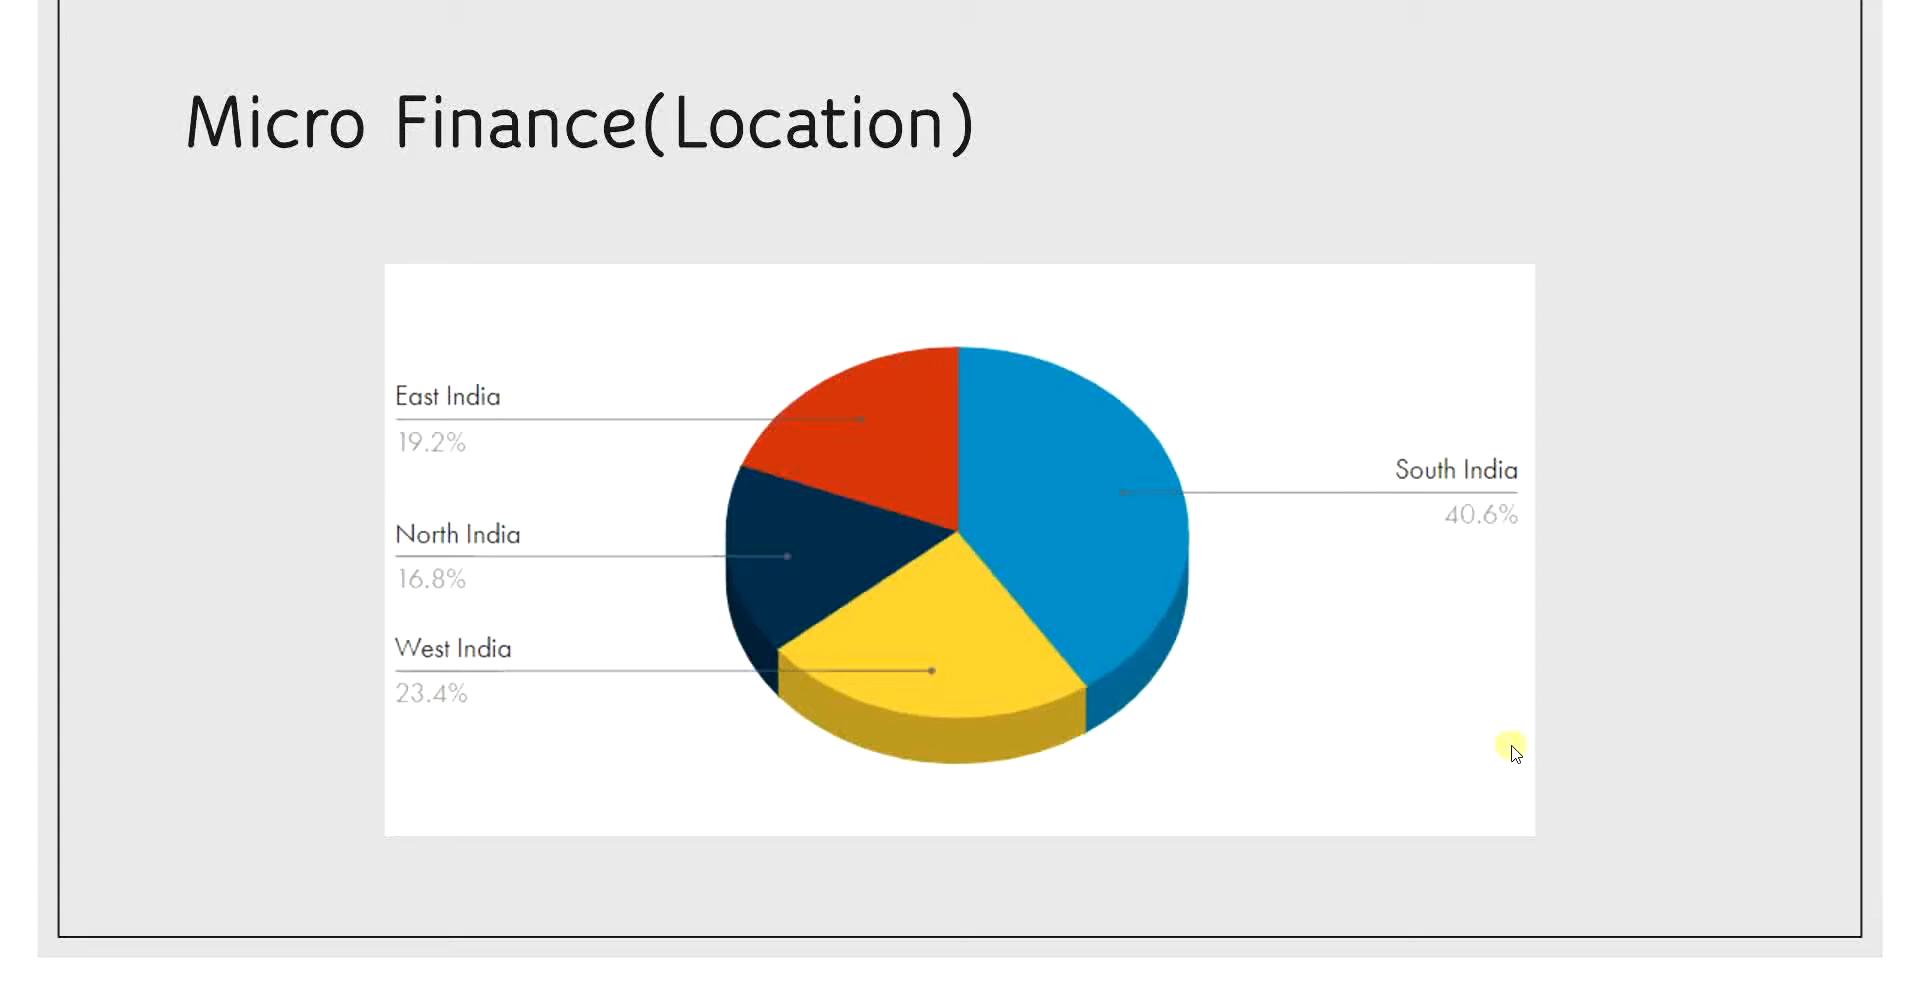 Micro Finance(Location)
East India
19.2%
North India
16.8%
West India
23.4%
South India
40.6%